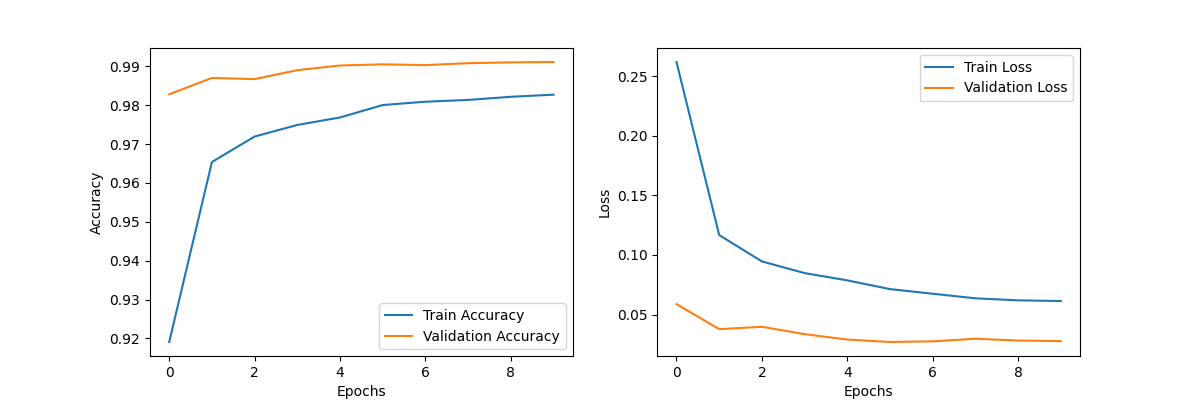 0.99
0.98
0.97
0.96
0.95
0.94
0.93
0.92
Accuracy
0 2 4 6 8
Epochs
Train Accuracy
Validation Accuracy
0.25
0.20
0.15
0.10
0.05
Loss
0 2 4 6 8
Epochs
Train Loss
Validation Loss